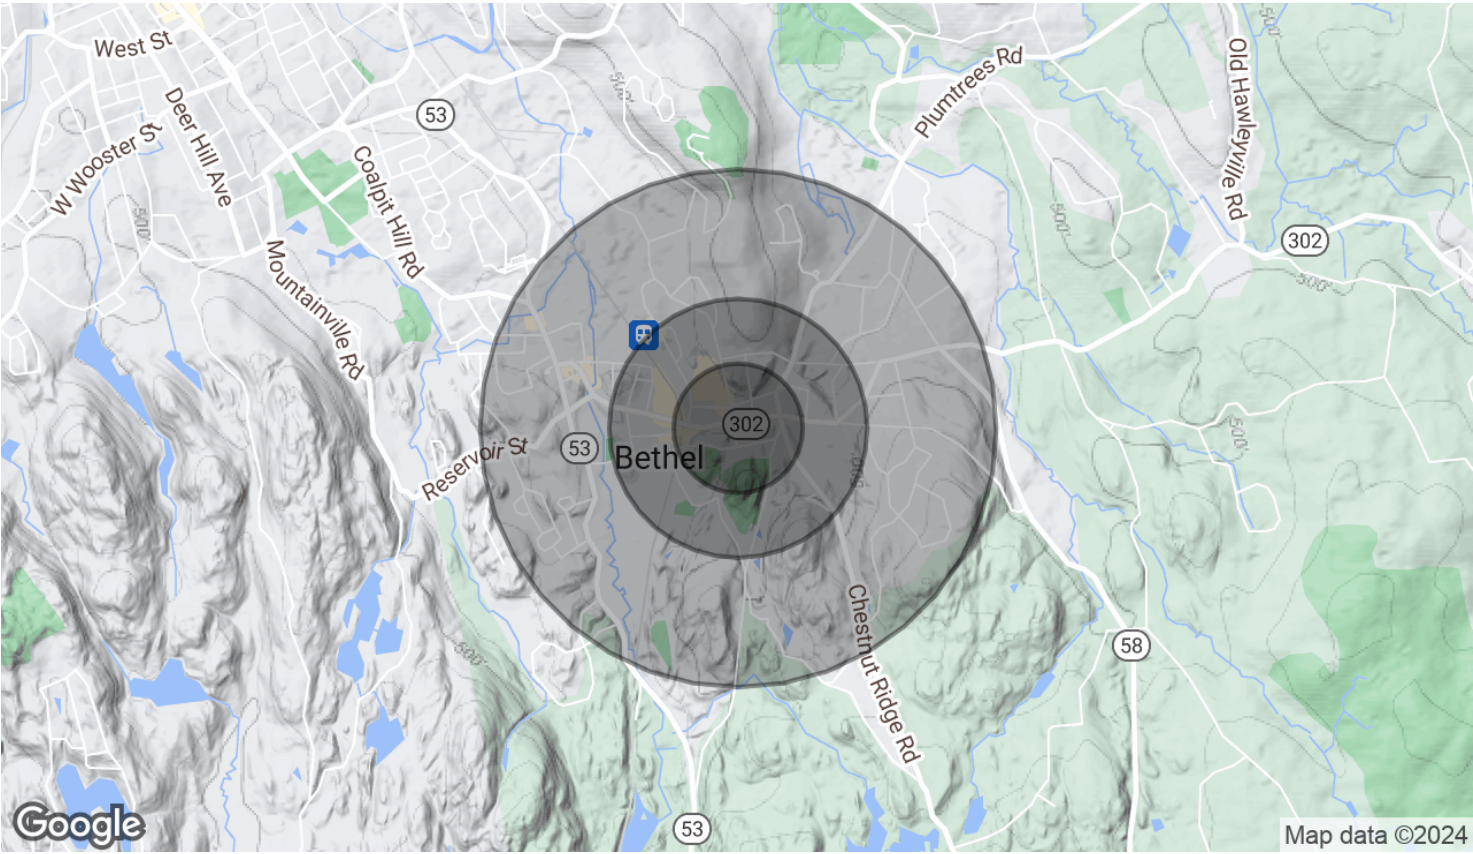 West St
Plumtrees Rd
Old Hawleyville Rd
500'
53
500'
Deer Hill Ave
W Wooster St
Coalpit Hill Rd
500'
500'
302
500'
Mountainville Rd
302
500'
53
Bethel
Reservoir St
500'
Chestnut Ridge Rd
58
500'
53
Google
Map data ©2024